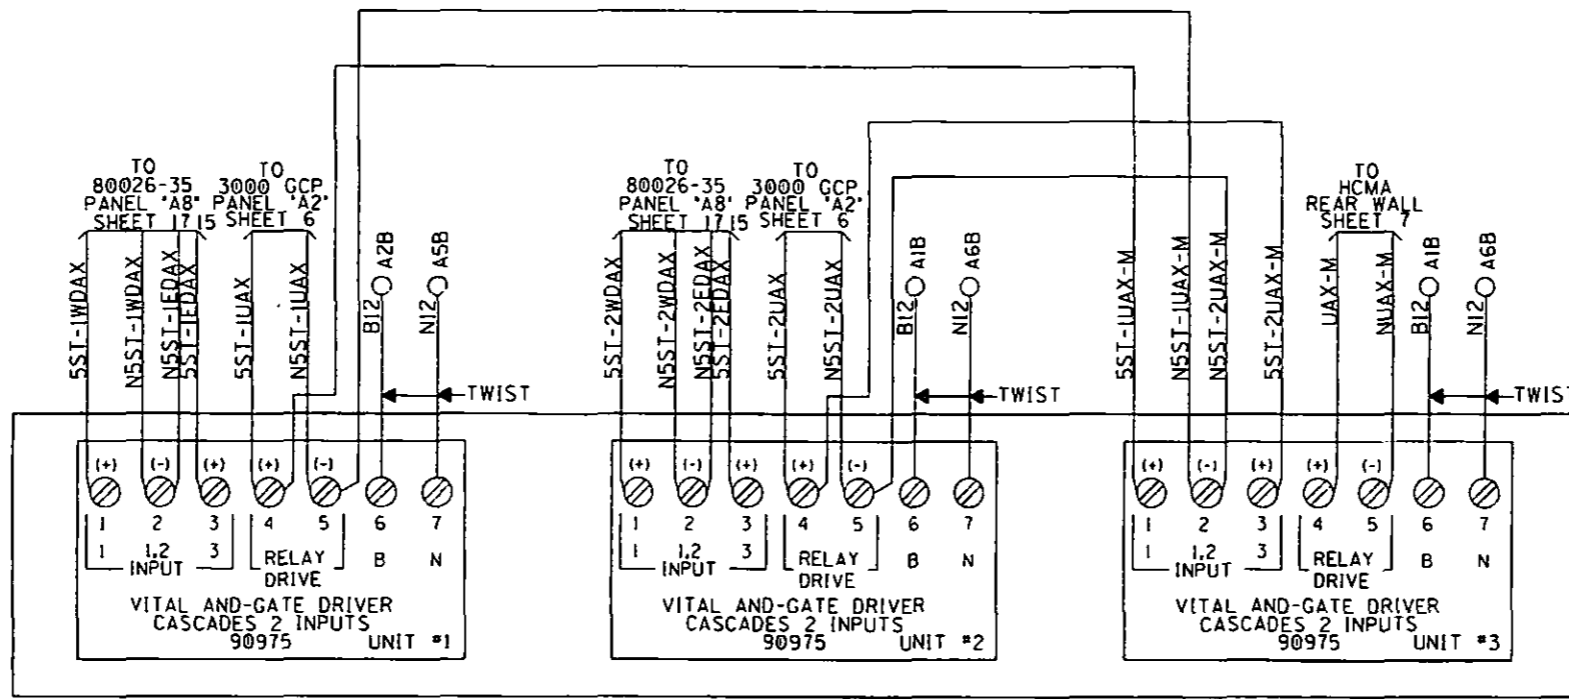 TO
80026-35
PANEL "A8"
SHEET 17 15
TO
3000 GCP
PANEL "A2"
SHEET 6
5ST-1WDAX
N5ST-1WDAX
N5ST-1EDAX
5ST-1EDAX
5ST-1UAX
N5ST-1UAX
B12
A2B
N12
A5B
TWIST
TO
80026-35
PANEL "A8"
SHEET 17 15
TO
3000 GCP
PANEL "A2"
SHEET 6
5ST-2WDAX
N5ST-2WDAX
N5ST-2EDAX
5ST-2EDAX
5ST-2UAX
N5ST-2UAX
B12
A1B
N12
A6B
TWIST
TO
HCMA
REAR WALL
SHEET 7
5ST-1UAX-M
N5ST-1UAX-M
N5ST-2UAX-M
5ST-2UAX-M
UAX-M
NUAX-M
B12
A1B
N12
A6B
TWIST
(+) (-) (+) (+) (-)
1 2 3 4 5 6 7
1 1,2 3 RELAY B N
INPUT DRIVE
VITAL AND-GATE DRIVER
CASCADES 2 INPUTS
90975 UNIT #1
(+) (-) (+) (+) (-)
1 2 3 4 5 6 7
1 1,2 3 RELAY B N
INPUT DRIVE
VITAL AND-GATE DRIVER
CASCADES 2 INPUTS
90975 UNIT #2
(+) (-) (+) (+) (-)
1 2 3 4 5 6 7
1 1,2 3 RELAY B N
INPUT DRIVE
VITAL AND-GATE DRIVER
CASCADES 2 INPUTS
90975 UNIT #3